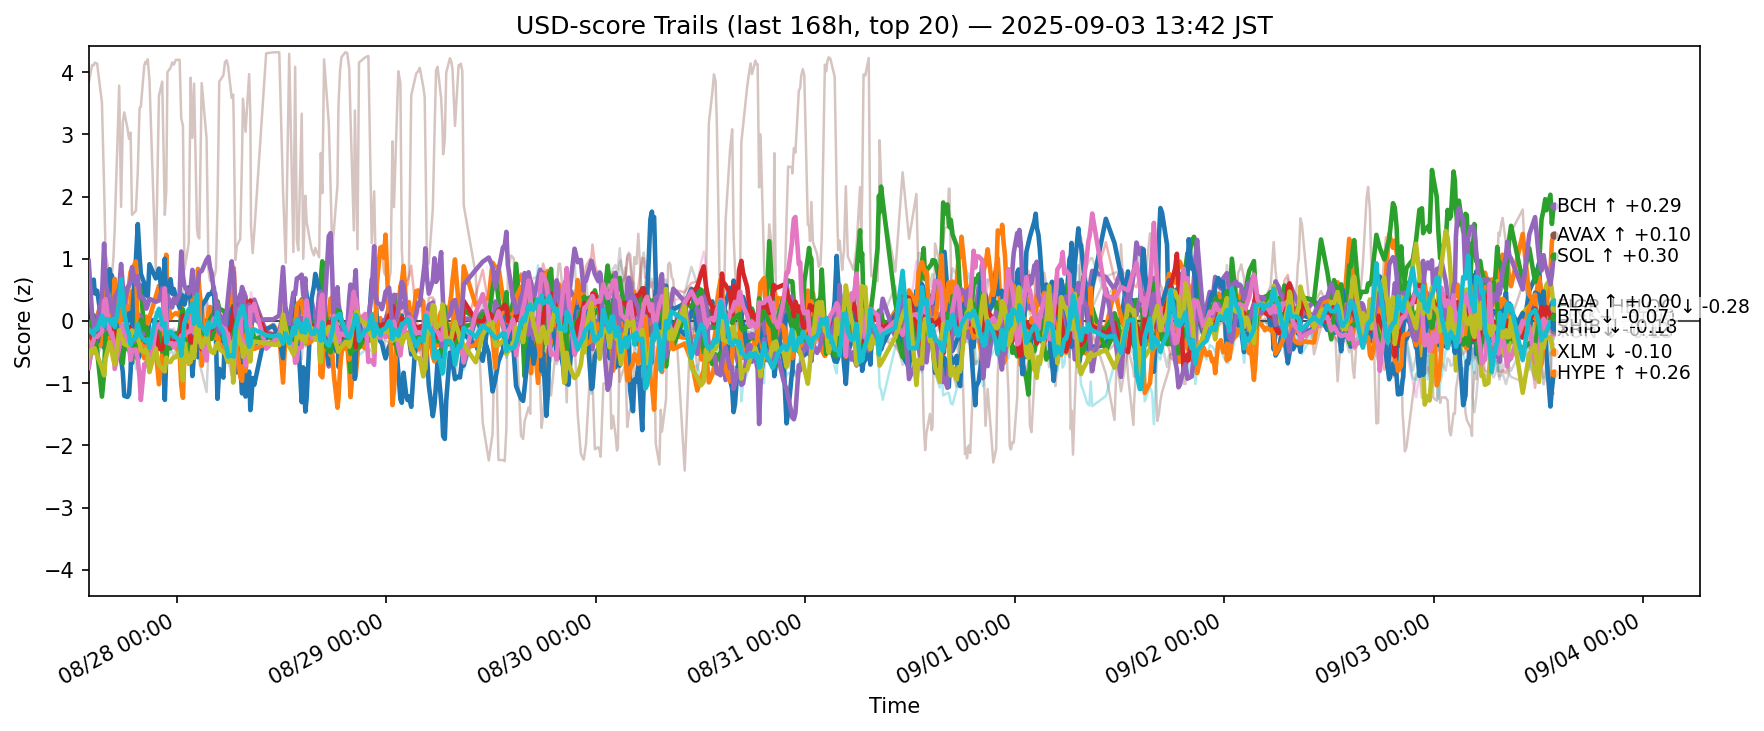 USD-score Trails (last 168h, top 20) — 2025-09-03 13:42 JST
Score (z)
4
3
2
1
0
−1
−2
−3
−4
BCH ↑ +0.29
AVAX ↑ +0.10
SOL ↑ +0.30
ADA ↑ +0.00
↓ -0.28
BTC ↓ -0.07
SHIB ↓ -0.18
XLM ↓ -0.10
HYPE ↑ +0.26
08/28 00:00
08/29 00:00
08/30 00:00
08/31 00:00
09/01 00:00
09/02 00:00
09/03 00:00
09/04 00:00
Time